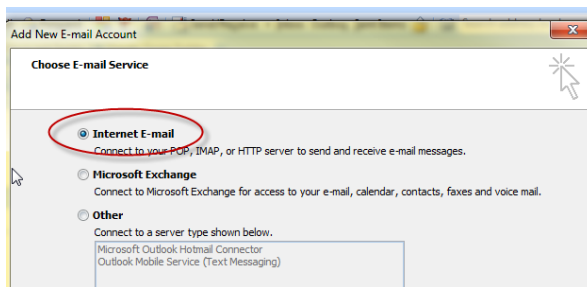 Add New E-mail Account
Choose E-mail Service
Internet E-mail
Connect to your POP, IMAP, or HTTP server to send and receive e-mail messages.
Microsoft Exchange
Connect to Microsoft Exchange for access to your e-mail, calendar, contacts, faxes and voice mail.
Other
Connect to a server type shown below.
Microsoft Outlook Hotmail Connector
Outlook Mobile Service (Text Messaging)